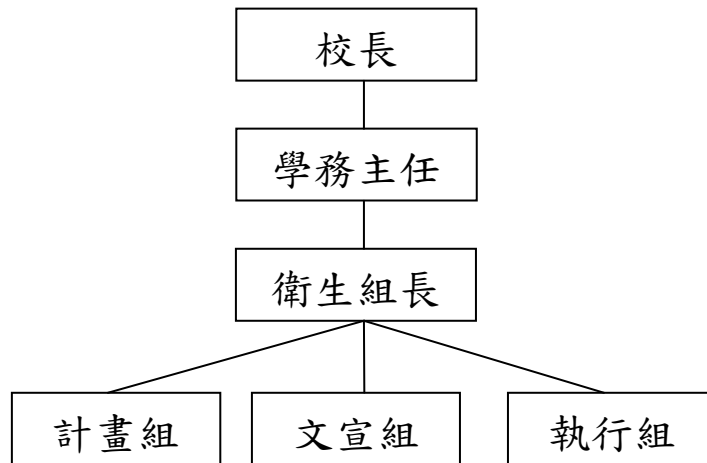 校長
學務主任
衛生組長
計畫組
文宣組
執行組